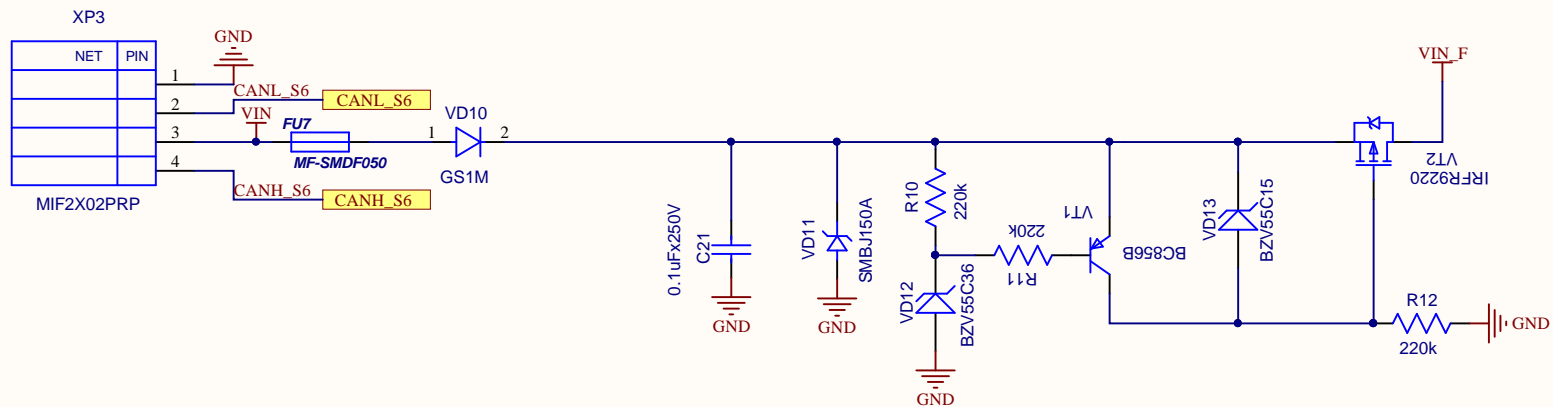 XP3
NET PIN
1
2
3
4
MIF2X02PRP
GND
CANL_S6
CANL_S6
VIN
FU7
MF-SMDF050
CANH_S6
CANH_S6
VD10
1
2
GS1M
0.1uFx250V
C21
GND
VD11
SMBJ150A
GND
R10
220k
VD12
BZV55C36
GND
220k
R11
VT1
BC856B
VD13
BZV55C15
VIN_F
VT2
IRFR9220
R12
220k
GND